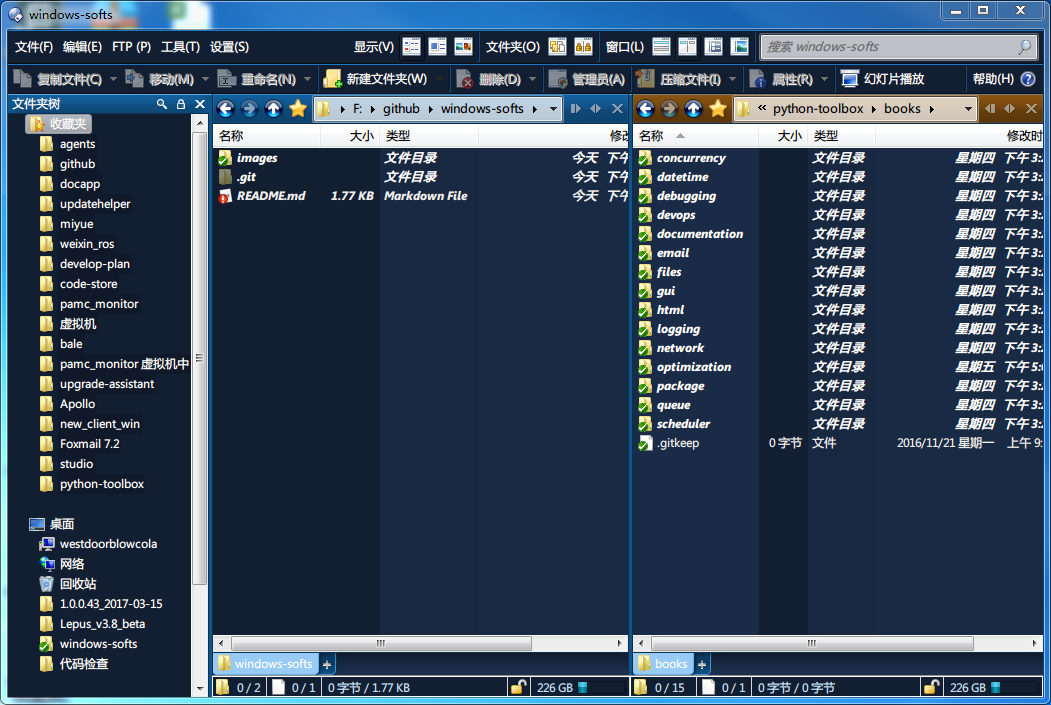 windows-softs
文件(F) 编辑(E) FTP (P) 工具(T) 设置(S) 显示(V) 文件夹(O) 窗口(L) 搜索 windows-softs
复制文件(C) 移动(M) 重命名(N) 新建文件夹(W) 删除(D) 管理员(A) 压缩文件(I) 属性(R) 幻灯片播放 帮助(H)
文件夹树
收藏夹
agents
github
docapp
updatehelper
miyue
weixin_ros
develop-plan
code-store
pamc_monitor
虚拟机
bale
pamc_monitor 虚拟机中
upgrade-assistant
Apollo
new_client_win
Foxmail 7.2
studio
python-toolbox
桌面
westdoorblowcola
网络
回收站
1.0.0.43_2017-03-15
Lepus_v3.8_beta
windows-softs
代码检查
F: github windows-softs
名称 大小 类型 修改
images 文件目录 今天 下午
.git 文件目录 今天 下午
README.md 1.77 KB Markdown File 今天 下午
windows-softs +
0 / 2 0 / 1 0 字节 / 1.77 KB 226 GB
« python-toolbox books
名称 大小 类型 修改时
concurrency 文件目录 星期四 下午 3:
datetime 文件目录 星期四 下午 3:
debugging 文件目录 星期四 下午 3:
devops 文件目录 星期四 下午 3:
documentation 文件目录 星期四 下午 3:
email 文件目录 星期四 下午 3:
files 文件目录 星期四 下午 3:
gui 文件目录 星期四 下午 3:
html 文件目录 星期四 下午 3:
logging 文件目录 星期四 下午 3:
network 文件目录 星期四 下午 3:
optimization 文件目录 星期五 下午 5:
package 文件目录 星期四 下午 3:
queue 文件目录 星期四 下午 3:
scheduler 文件目录 星期四 下午 3:
.gitkeep 0 字节 文件 2016/11/21 星期一 上午 9:
books +
0 / 15 0 / 1 0 字节 / 0 字节 226 GB